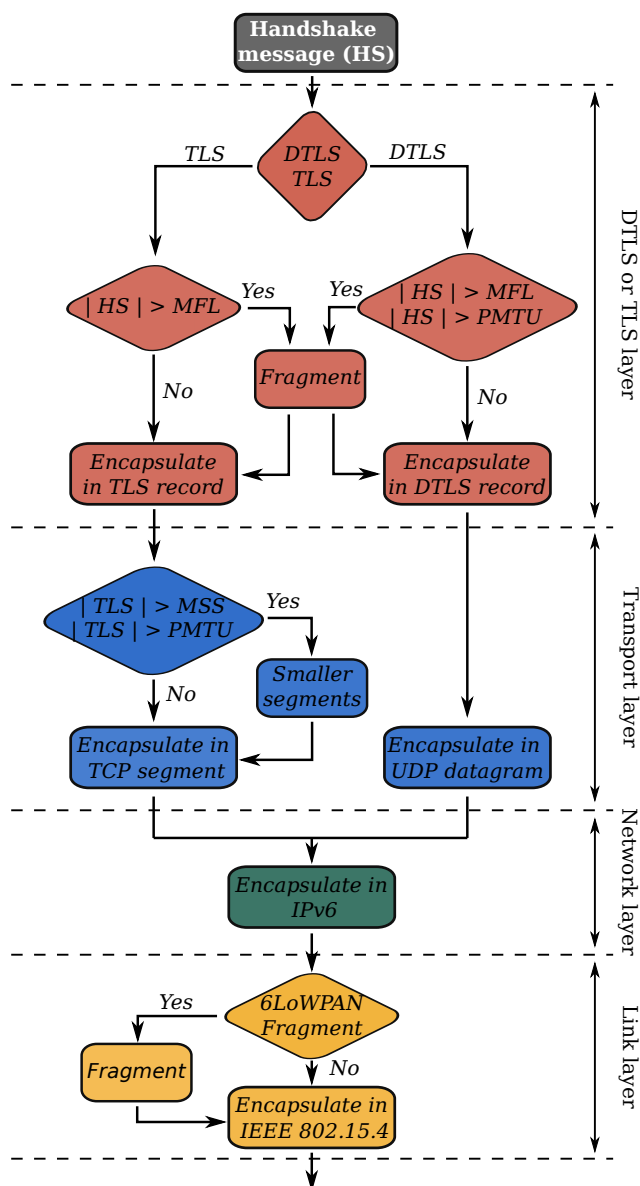 Handshake
message (HS)
TLS
DTLS
TLS
DTLS
| HS | > MFL
Yes
Yes
| HS | > MFL
| HS | > PMTU
Fragment
No
No
Encapsulate
in TLS record
Encapsulate
in DTLS record
DTLS or TLS layer
| TLS | > MSS
| TLS | > PMTU
Yes
Smaller
segments
No
Encapsulate in
TCP segment
Encapsulate in
UDP datagram
Transport layer
Encapsulate in
IPv6
Network layer
6LoWPAN
Fragment
Yes
Fragment
No
Encapsulate in
IEEE 802.15.4
Link layer